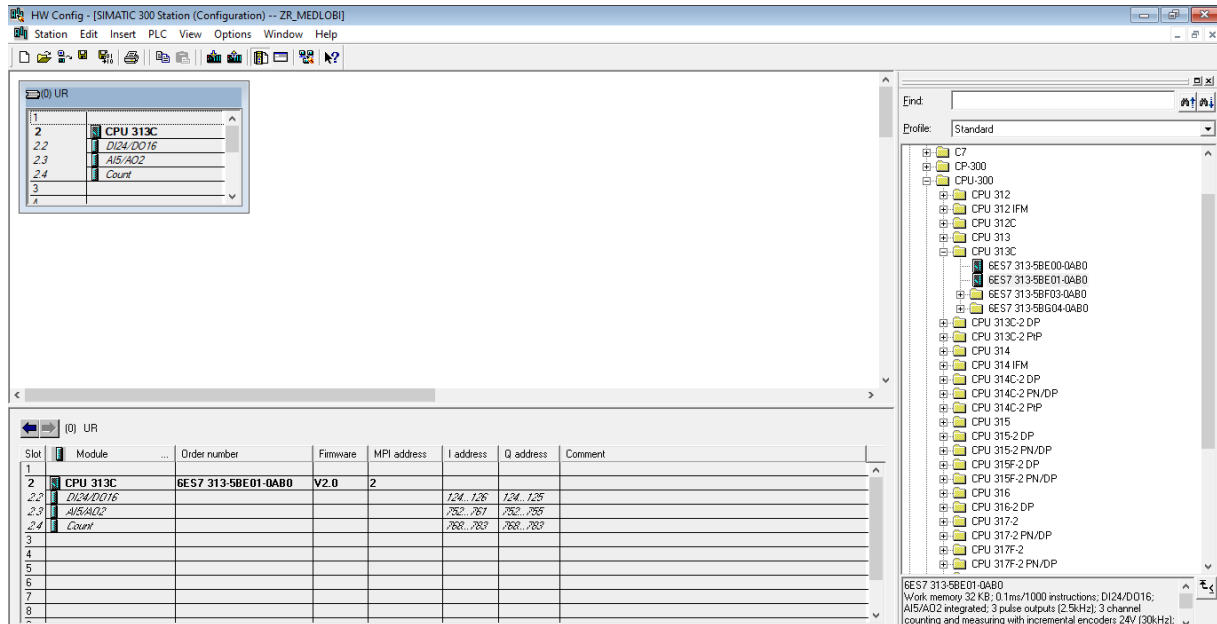 HW Config - [SIMATIC 300 Station (Configuration) -- ZR_MEDLOBI]
Station Edit Insert PLC View Options Window Help
(0) UR
1
2 CPU 313C
2.2 DI24/DO16
2.3 AI5/AO2
2.4 Count
3
4
Find:
Profile: Standard
C7
CP-300
CPU-300
CPU 312
CPU 312 IFM
CPU 312C
CPU 313
CPU 313C
6ES7 313-5BE00-0AB0
6ES7 313-5BE01-0AB0
6ES7 313-5BF03-0AB0
6ES7 313-5BG04-0AB0
CPU 313C-2 DP
CPU 313C-2 PtP
CPU 314
CPU 314 IFM
CPU 314C-2 DP
CPU 314C-2 PN/DP
CPU 314C-2 PtP
CPU 315
CPU 315-2 DP
CPU 315-2 PN/DP
CPU 315F-2 DP
CPU 315F-2 PN/DP
CPU 316
CPU 316-2 DP
CPU 317-2
CPU 317-2 PN/DP
CPU 317F-2
CPU 317F-2 PN/DP
(0) UR
Slot Module ... Order number Firmware MPI address I address Q address Comment
1
2 CPU 313C 6ES7 313-5BE01-0AB0 V2.0 2
2.2 DI24/DO16 124...126 124...125
2.3 AI5/AO2 752...761 752...755
2.4 Count 768...783 768...783
3
4
5
6
7
8
6ES7 313-5BE01-0AB0
Work memory 32 KB; 0.1ms/1000 instructions; DI24/DO16;
AI5/AO2 integrated; 3 pulse outputs (2.5kHz); 3 channel
counting and measuring with incremental encoders 24V (30kHz);